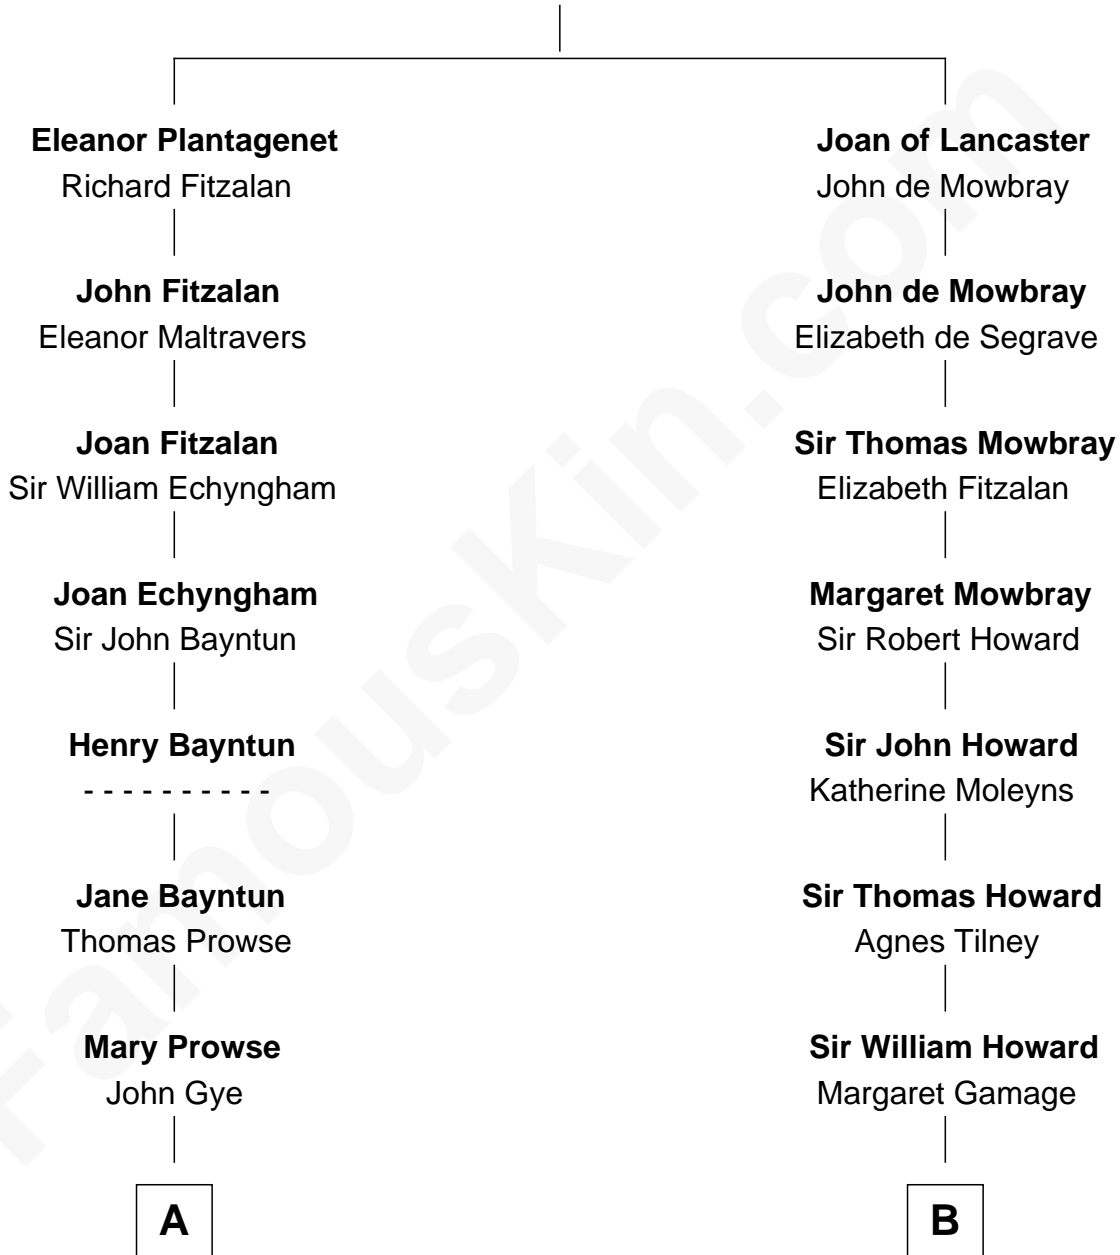 Eleanor Plantagenet
Richard Fitzalan
John Fitzalan
Eleanor Maltravers
Joan Fitzalan
Sir William Echyngham
Joan Echyngham
Sir John Bayntun
Henry Bayntun
- - - - - - - - - -
Jane Bayntun
Thomas Prowse
Mary Prowse
John Gye
A
Joan of Lancaster
John de Mowbray
John de Mowbray
Elizabeth de Segrave
Sir Thomas Mowbray
Elizabeth Fitzalan
Margaret Mowbray
Sir Robert Howard
Sir John Howard
Katherine Moleyns
Sir Thomas Howard
Agnes Tilney
Sir William Howard
Margaret Gamage
B
FamousKin.com